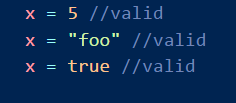 x = 5 //valid
x = "foo" //valid
x = true //valid